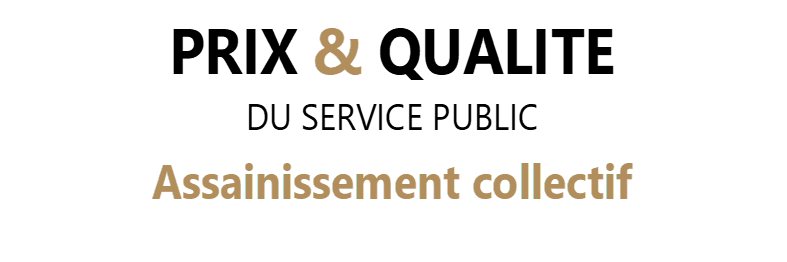 PRIX & QUALITE
DU SERVICE PUBLIC
Assainissement collectif